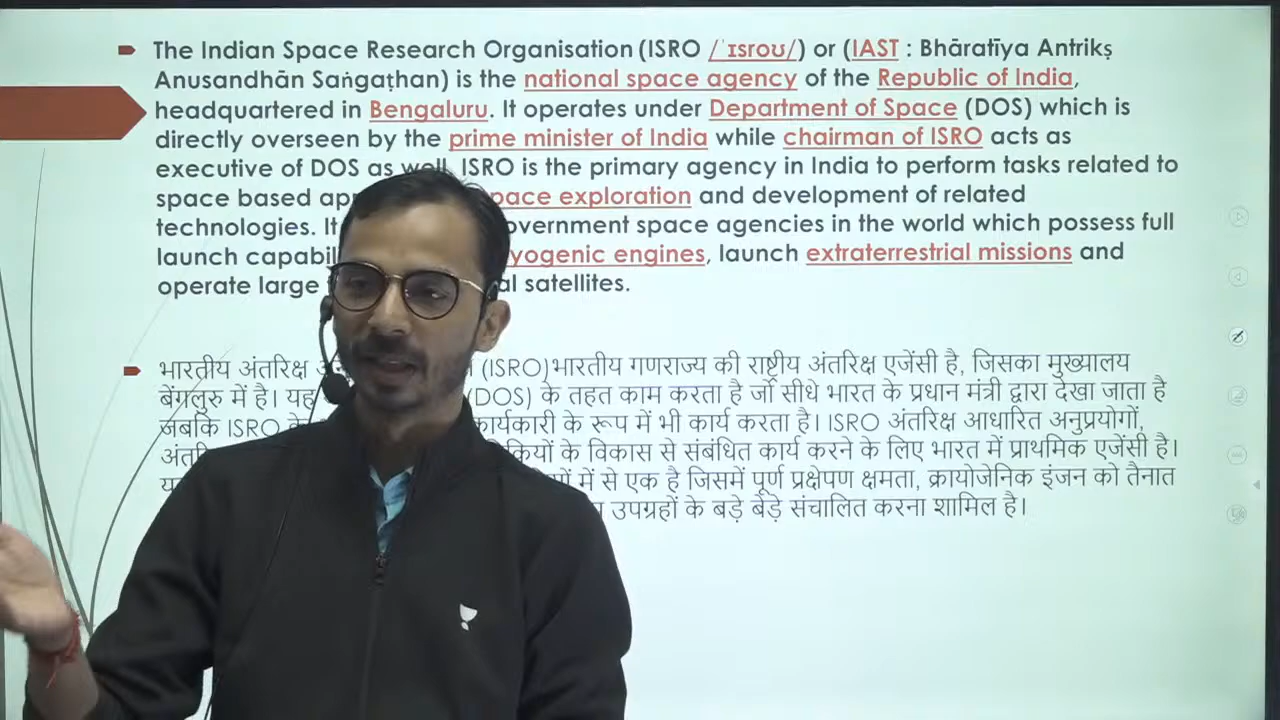 The Indian Space Research Organisation (ISRO /ˈɪsroʊ/) or (IAST : Bhāratīya Antrikṣ
Anusandhān Saṅgaṭhan) is the national space agency of the Republic of India,
headquartered in Bengaluru. It operates under Department of Space (DOS) which is
directly overseen by the prime minister of India while chairman of ISRO acts as
executive of DOS as well. ISRO is the primary agency in India to perform tasks related to
space based space exploration and development of related
technologies. It government space agencies in the world which possess full
launch engines, launch extraterrestrial missions and
operate large satellites.
भारतीय अंतरिक्ष (ISRO)भारतीय गणराज्य की राष्ट्रीय अंतरिक्ष एजेंसी है, जिसका मुख्यालय
बेंगलुरु में है। यह (DOS) के तहत काम करता है जो सीधे भारत के प्रधान मंत्री द्वारा देखा जाता है
जबकि ISRO कार्यकारी के रूप में भी कार्य करता है। ISRO अंतरिक्ष आधारित अनुप्रयोगों,
के विकास से संबंधित कार्य करने के लिए भारत में प्राथमिक एजेंसी है।
में से एक है जिसमें पूर्ण प्रक्षेपण क्षमता, क्रायोजेनिक इंजन को तैनात
उपग्रहों के बड़े बेड़े संचालित करना शामिल है।